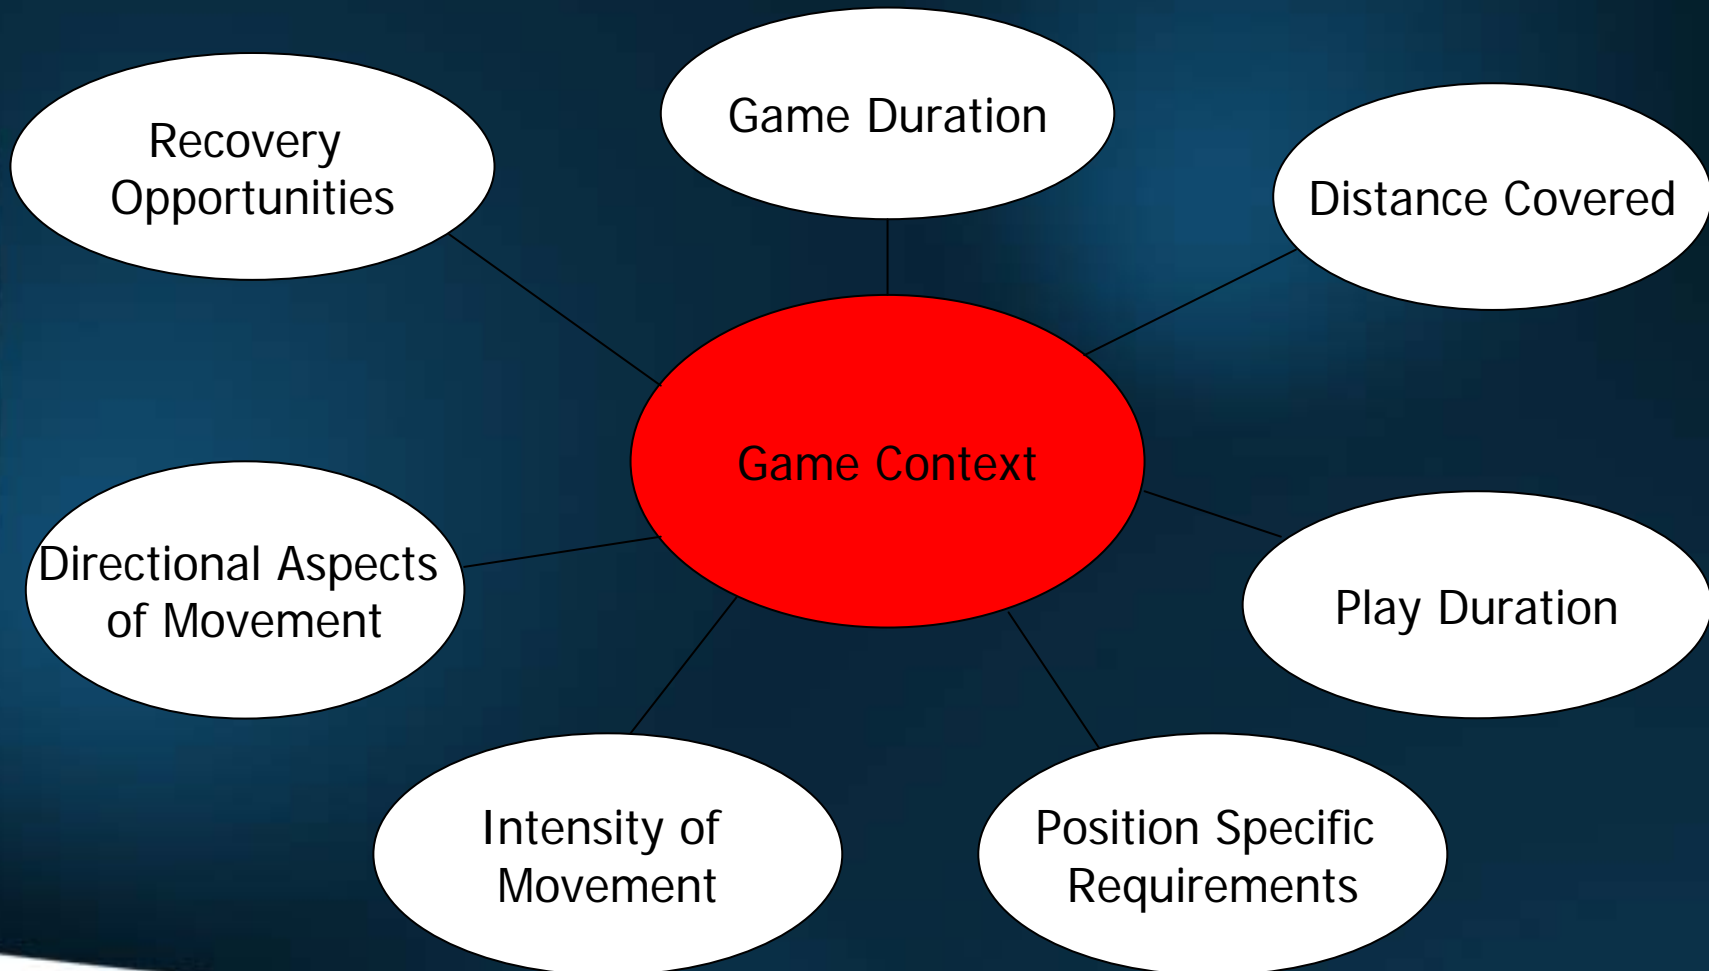 Game Duration
Recovery
Opportunities
Distance Covered
Game Context
Directional Aspects
of Movement
Play Duration
Intensity of
Movement
Position Specific
Requirements